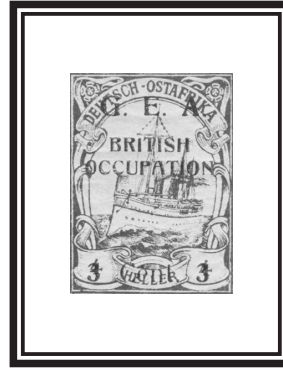 DEUTSCH-OSTAFRIKA
G. E. A
BRITISH
OCCUPATION
3 HELLER 3